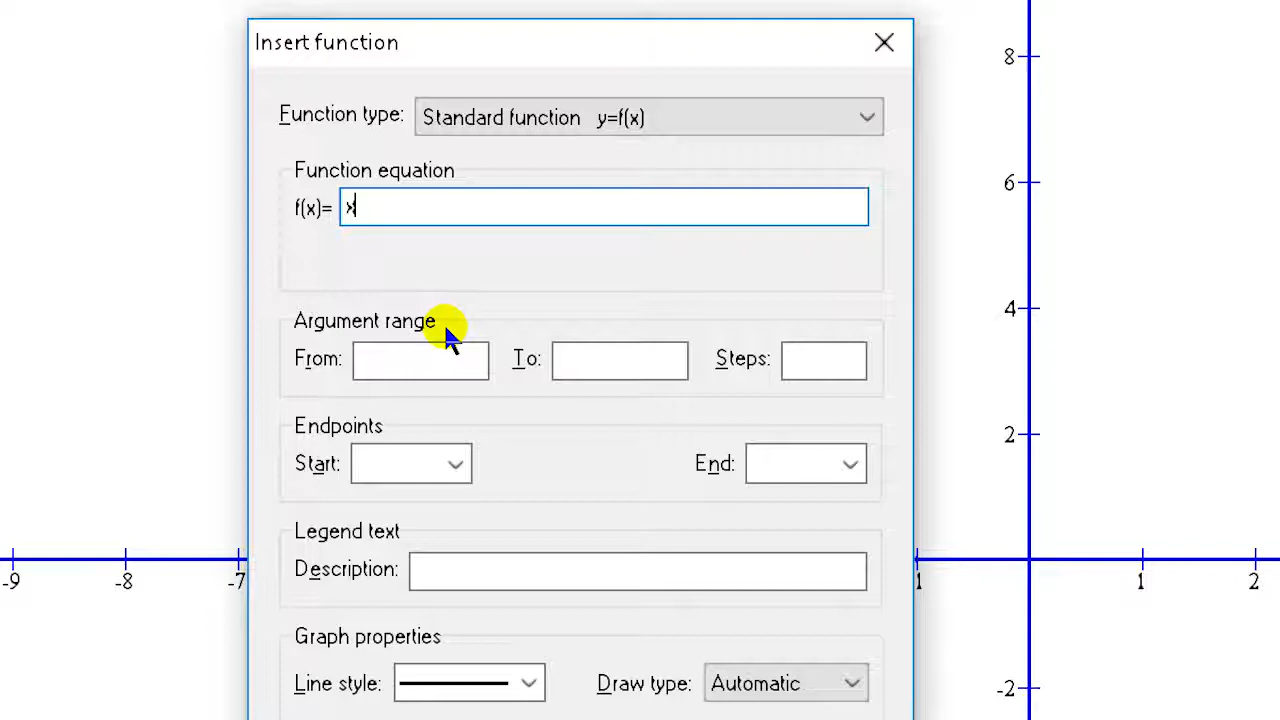 Insert function
8
Function type: Standard function y=f(x)
Function equation
6
f(x)= x
Argument range
4
From: To: Steps:
Endpoints
2
Start: End:
Legend text
-9 -8 -7 Description: 1 1 2
Graph properties
Line style: Draw type: Automatic
-2